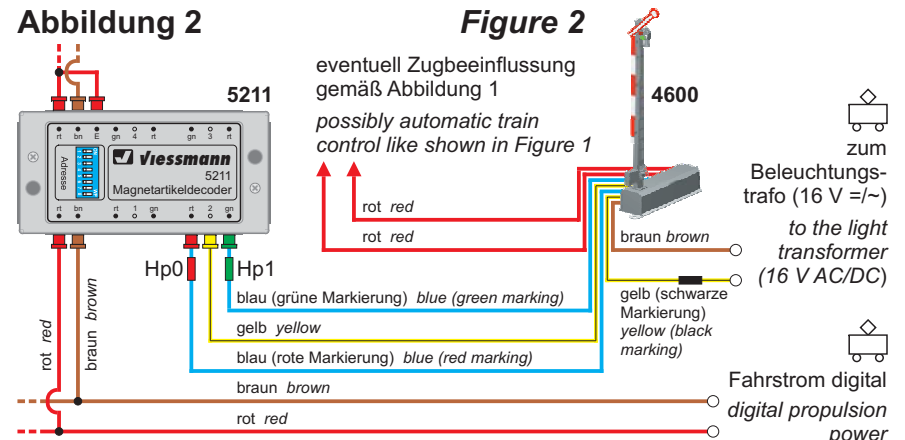 Abbildung 2
Figure 2
eventuell Zugbeeinflussung
gemäß Abbildung 1
possibly automatic train
control like shown in Figure 1
5211
4600
rt bn E gn 4 rt gn 3 rt
Adresse
Viessmann
5211
Magnetartikeldecoder
rt bn rt 1 gn rt 2 gn
zum
Beleuchtungs-
trafo (16 V =/~)
to the light
transformer
(16 V AC/DC)
rot red
rot red
braun brown
Hp0
Hp1
blau (grüne Markierung) blue (green marking)
gelb (schwarze
Markierung)
yellow (black
marking)
gelb yellow
blau (rote Markierung) blue (red marking)
rot red
braun brown
braun brown
rot red
Fahrstrom digital
digital propulsion
power